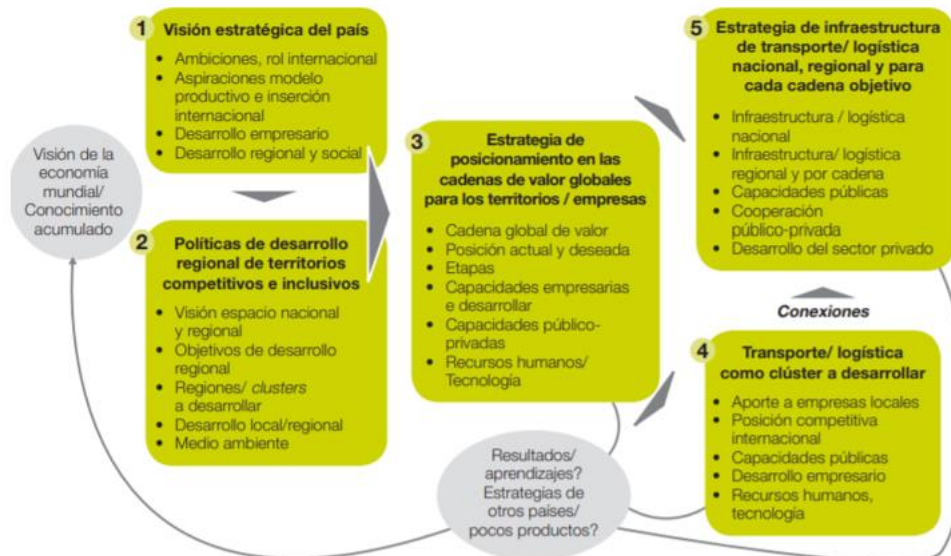 Visión de la
economía
mundial/
Conocimiento
acumulado
1
Visión estratégica del país
• Ambiciones, rol internacional
• Aspiraciones modelo
productivo e inserción
internacional
• Desarrollo empresario
• Desarrollo regional y social
2
Políticas de desarrollo
regional de territorios
competitivos e inclusivos
• Visión espacio nacional
y regional
• Objetivos de desarrollo
regional
• Regiones/ clusters
a desarrollar
• Desarrollo local/regional
• Medio ambiente
3
Estrategia de
posicionamiento en las
cadenas de valor globales
para los territorios / empresas
• Cadena global de valor
• Posición actual y deseada
• Etapas
• Capacidades empresarias
e desarrollar
• Capacidades público-
privadas
• Recursos humanos/
Tecnología
4
Transporte/ logística
como clúster a desarrollar
• Aporte a empresas locales
• Posición competitiva
internacional
• Capacidades públicas
• Desarrollo empresario
• Recursos humanos,
tecnología
Conexiones
5
Estrategia de infraestructura
de transporte/ logística
nacional, regional y para
cada cadena objetivo
• Infraestructura / logística
nacional
• Infraestructura/ logística
regional y por cadena
• Capacidades públicas
• Cooperación
público-privada
• Desarrollo del sector privado
Resultados/
aprendizajes?
Estrategias de
otros países/
pocos productos?